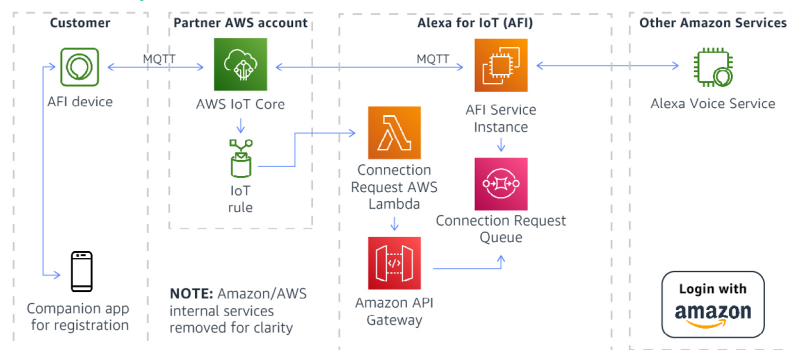 Customer
Partner AWS account
Alexa for IoT (AFI)
Other Amazon Services
MQTT
MQTT
AFI device
AWS IoT Core
AFI Service
Instance
Alexa Voice Service
IoT
rule
Connection
Request AWS
Lambda
Connection Request
Queue
Companion app
for registration
NOTE: Amazon/AWS
internal services
removed for clarity
Amazon API
Gateway
Login with
amazon